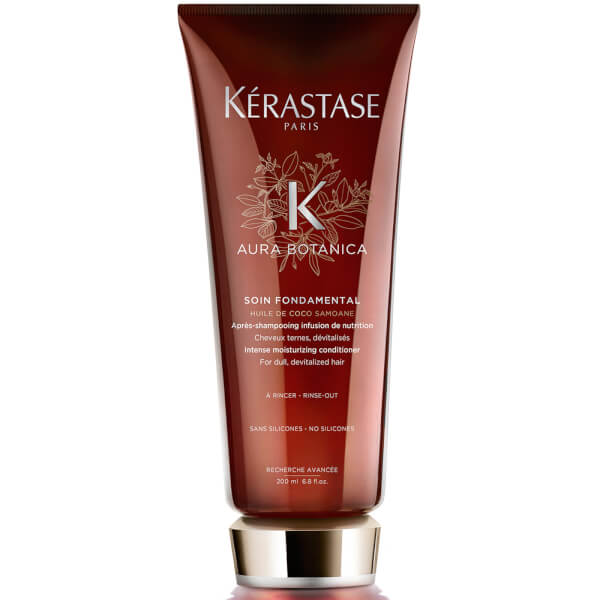 KÉRASTASE
PARIS
K
AURA BOTANICA
SOIN FONDAMENTAL
HUILE DE COCO SAMOANE
Après-shampooing infusion de nutrition
Cheveux ternes, dévitalisés
Intense moisturizing conditioner
For dull, devitalized hair
À RINCER - RINSE-OUT
SANS SILICONES - NO SILICONES
RECHERCHE AVANCÉE
200 ml 6.8 fl.oz.